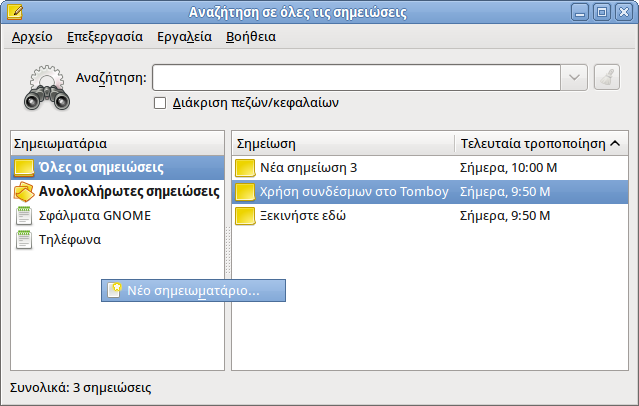 Αναζήτηση σε όλες τις σημειώσεις
Αρχείο Επεξεργασία Εργαλεία Βοήθεια
Αναζήτηση:
Διάκριση πεζών/κεφαλαίων
Σημειωματάρια
Όλες οι σημειώσεις
Ανολοκλήρωτες σημειώσεις
Σφάλματα GNOME
Τηλέφωνα
Νέο σημειωματάριο...
Σημείωση Τελευταία τροποποίηση
Νέα σημείωση 3 Σήμερα, 10:00 Μ
Χρήση συνδέσμων στο Tomboy Σήμερα, 9:50 Μ
Ξεκινήστε εδώ Σήμερα, 9:50 Μ
Συνολικά: 3 σημειώσεις